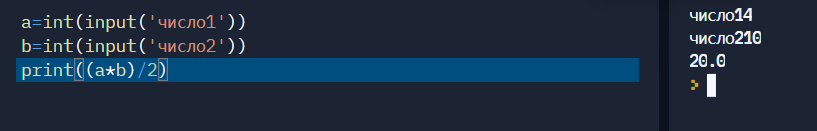 a=int(input('число1'))
b=int(input('число2'))
print((a*b)/2)
число14
число210
20.0
>